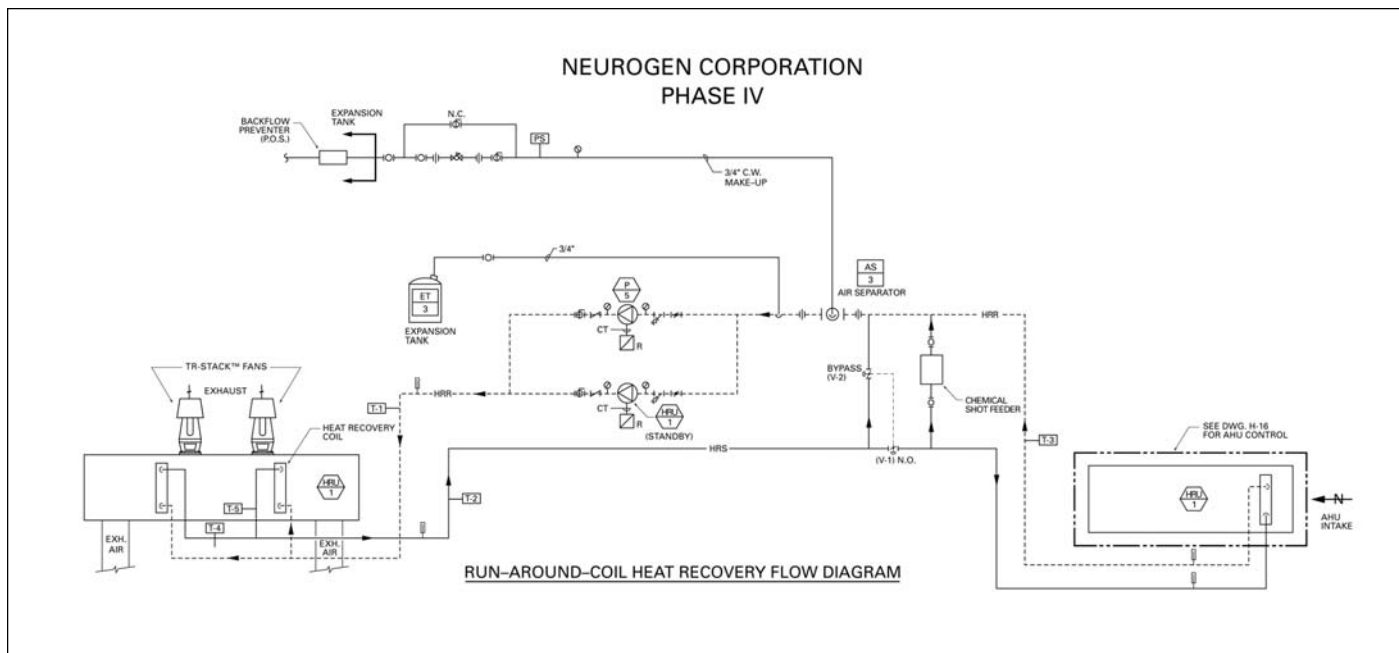 NEUROGEN CORPORATION
PHASE IV
BACKFLOW
PREVENTER
(P.O.S.)
EXPANSION
TANK
N.C.
PS
3/4" C.W.
MAKE-UP
3/4"
ET
3
EXPANSION
TANK
P
5
CT
R
AS
3
AIR SEPARATOR
HRR
HRR
CT
R
HRU
1
(STANDBY)
BYPASS
(V-2)
CHEMICAL
SHOT FEEDER
TR-STACK™ FANS
EXHAUST
T-1
HEAT RECOVERY
COIL
HRS
(V-1) N.O.
T-3
SEE DWG. H-16
FOR AHU CONTROL
HRU
1
T-2
T-5
T-4
HRU
1
N
AHU
INTAKE
EXH.
AIR
EXH.
AIR
RUN-AROUND-COIL HEAT RECOVERY FLOW DIAGRAM